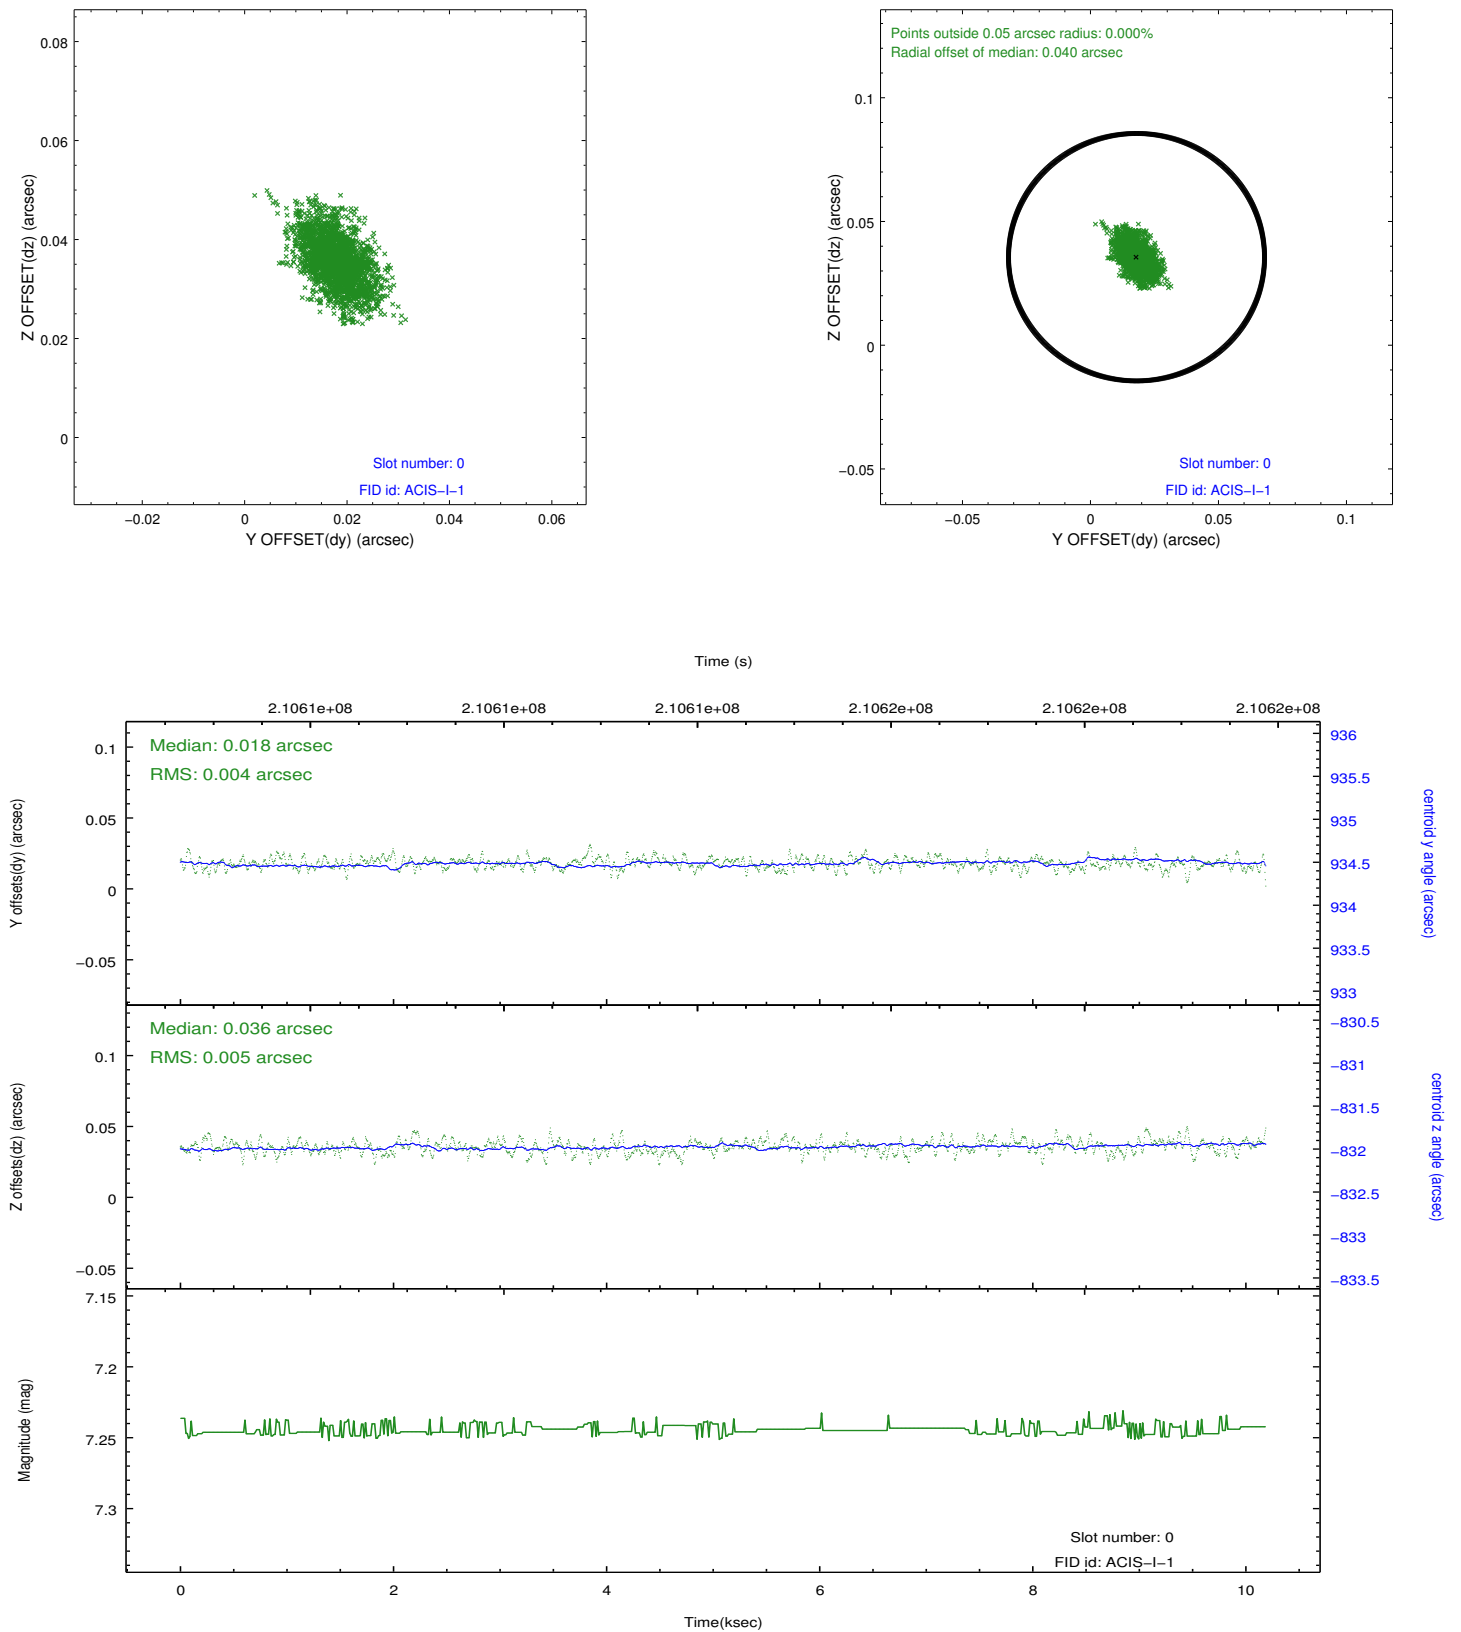 0.08
0.06
0.04
0.02
0
Z OFFSET(dz) (arcsec)
Slot number: 0
FID id: ACIS−I−1
−0.02
0
0.02
0.04
0.06
Y OFFSET(dy) (arcsec)
Points outside 0.05 arcsec radius: 0.000%
Radial offset of median: 0.040 arcsec
0.1
0.05
0
−0.05
Z OFFSET(dz) (arcsec)
Slot number: 0
FID id: ACIS−I−1
−0.05
0
0.05
0.1
Y OFFSET(dy) (arcsec)
Time (s)
2.1061e+08
2.1061e+08
2.1061e+08
2.1062e+08
2.1062e+08
2.1062e+08
Median: 0.018 arcsec
RMS: 0.004 arcsec
0.1
0.05
0
−0.05
Y offsets(dy) (arcsec)
936
935.5
935
934.5
934
933.5
933
centroid y angle (arcsec)
Median: 0.036 arcsec
RMS: 0.005 arcsec
0.1
0.05
0
−0.05
Z offsets(dz) (arcsec)
−830.5
−831
−831.5
−832
−832.5
−833
−833.5
centroid z angle (arcsec)
7.15
7.2
7.25
7.3
Magnitude (mag)
Slot number: 0
FID id: ACIS−I−1
0
2
4
6
8
10
Time(ksec)